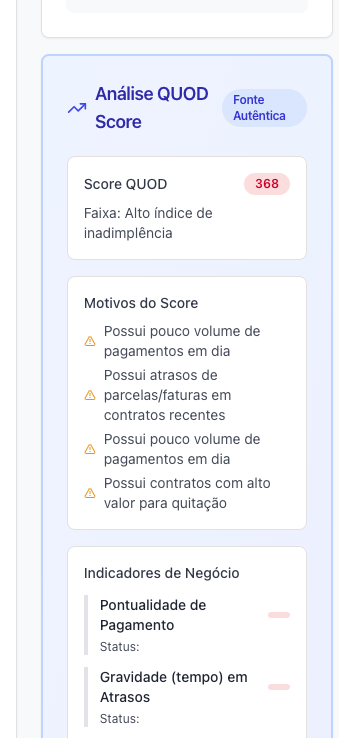 Análise QUOD
Score
Fonte
Autêntica
Score QUOD
368
Faixa: Alto índice de
inadimplência
Motivos do Score
Possui pouco volume de
pagamentos em dia
Possui atrasos de
parcelas/faturas em
contratos recentes
Possui pouco volume de
pagamentos em dia
Possui contratos com alto
valor para quitação
Indicadores de Negócio
Pontualidade de
Pagamento
Status:
Gravidade (tempo) em
Atrasos
Status: